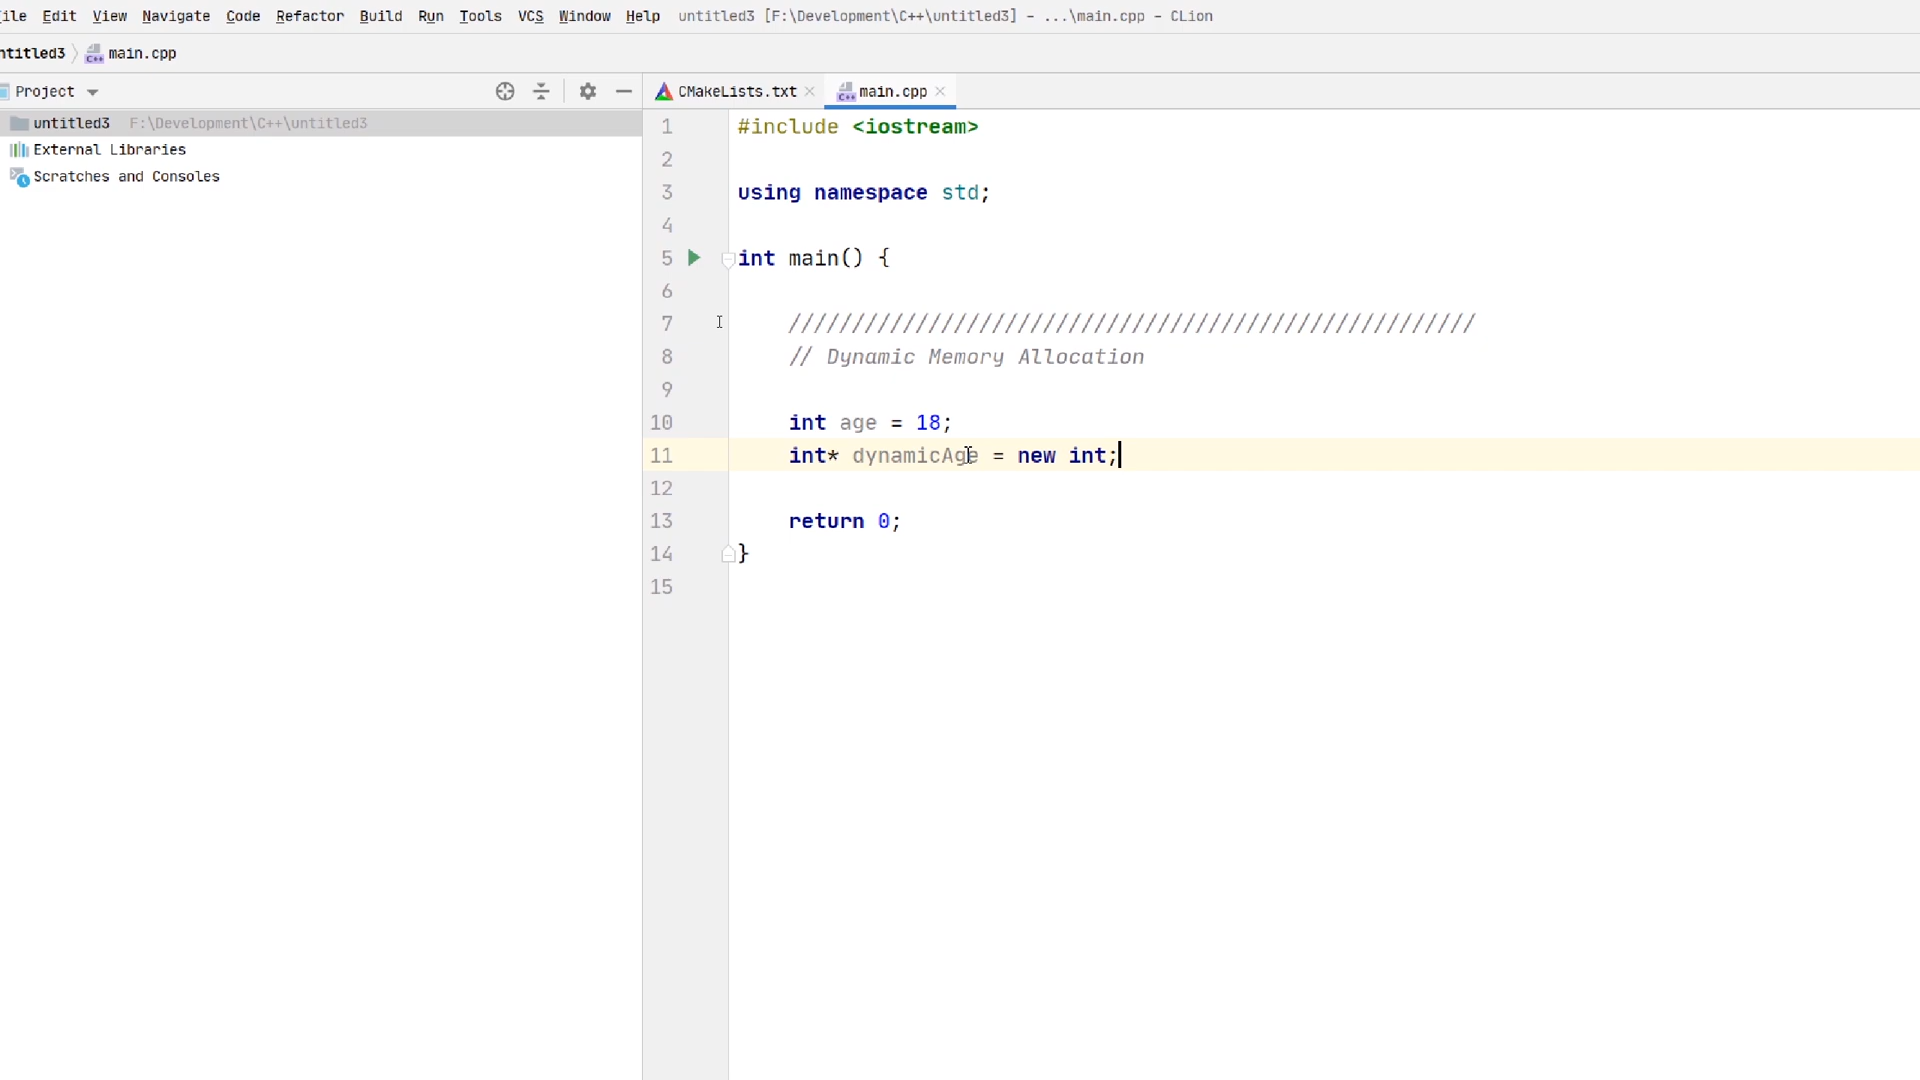 ile Edit View Navigate Code Refactor Build Run Tools VCS Window Help untitled3 [F:\Development\C++\untitled3] - ...\main.cpp - CLion
ntitled3 main.cpp
Project
CMakeLists.txt main.cpp
untitled3 F:\Development\C++\untitled3
External Libraries
Scratches and Consoles
1 #include <iostream>
2
3 using namespace std;
4
5 int main() {
6
7 //////////////////////////////////////////////////////
8 // Dynamic Memory Allocation
9
10 int age = 18;
11 int* dynamicAge = new int;
12
13 return 0;
14 }
15